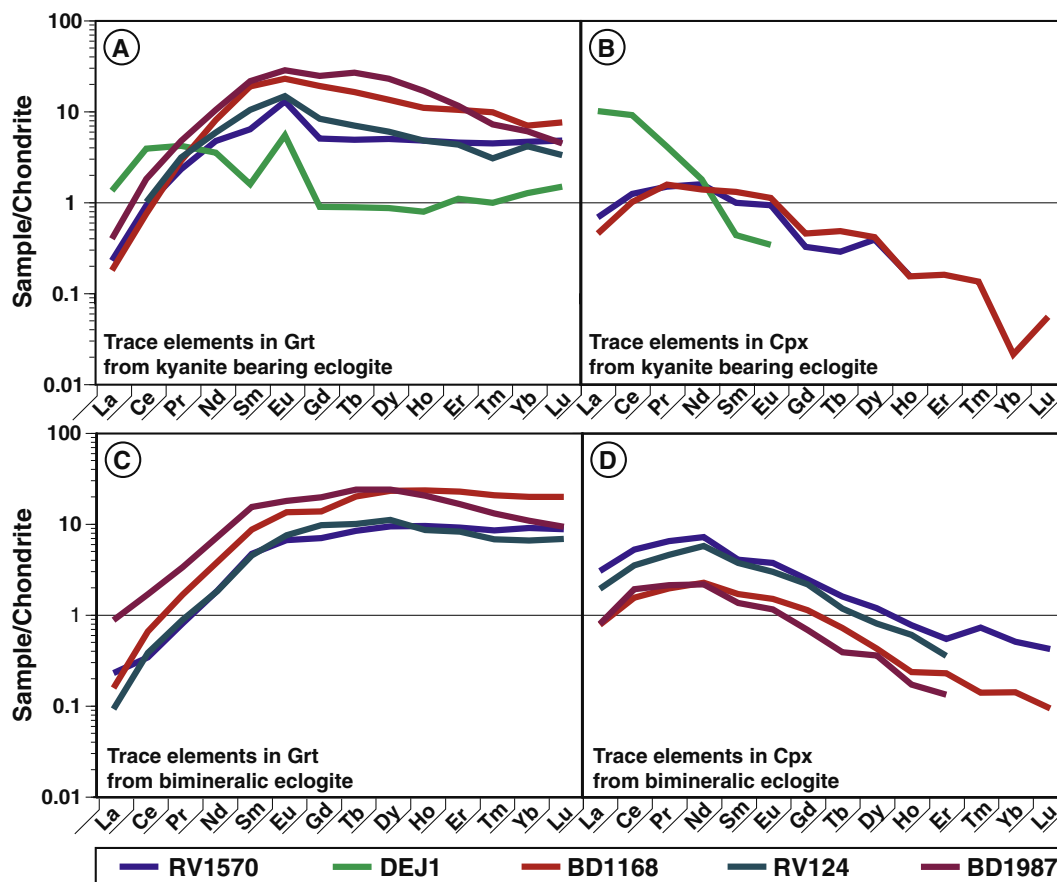 100
10
1
0.1
0.01
Sample/Chondrite
A
Trace elements in Grt
from kyanite bearing eclogite
B
Trace elements in Cpx
from kyanite bearing eclogite
La Ce Pr Nd Sm Eu Gd Tb Dy Ho Er Tm Yb Lu
La Ce Pr Nd Sm Eu Gd Tb Dy Ho Er Tm Yb Lu
100
10
1
0.1
0.01
Sample/Chondrite
C
Trace elements in Grt
from bimineralic eclogite
D
Trace elements in Cpx
from bimineralic eclogite
La Ce Pr Nd Sm Eu Gd Tb Dy Ho Er Tm Yb Lu
La Ce Pr Nd Sm Eu Gd Tb Dy Ho Er Tm Yb Lu
RV1570 DEJ1 BD1168 RV124 BD1987